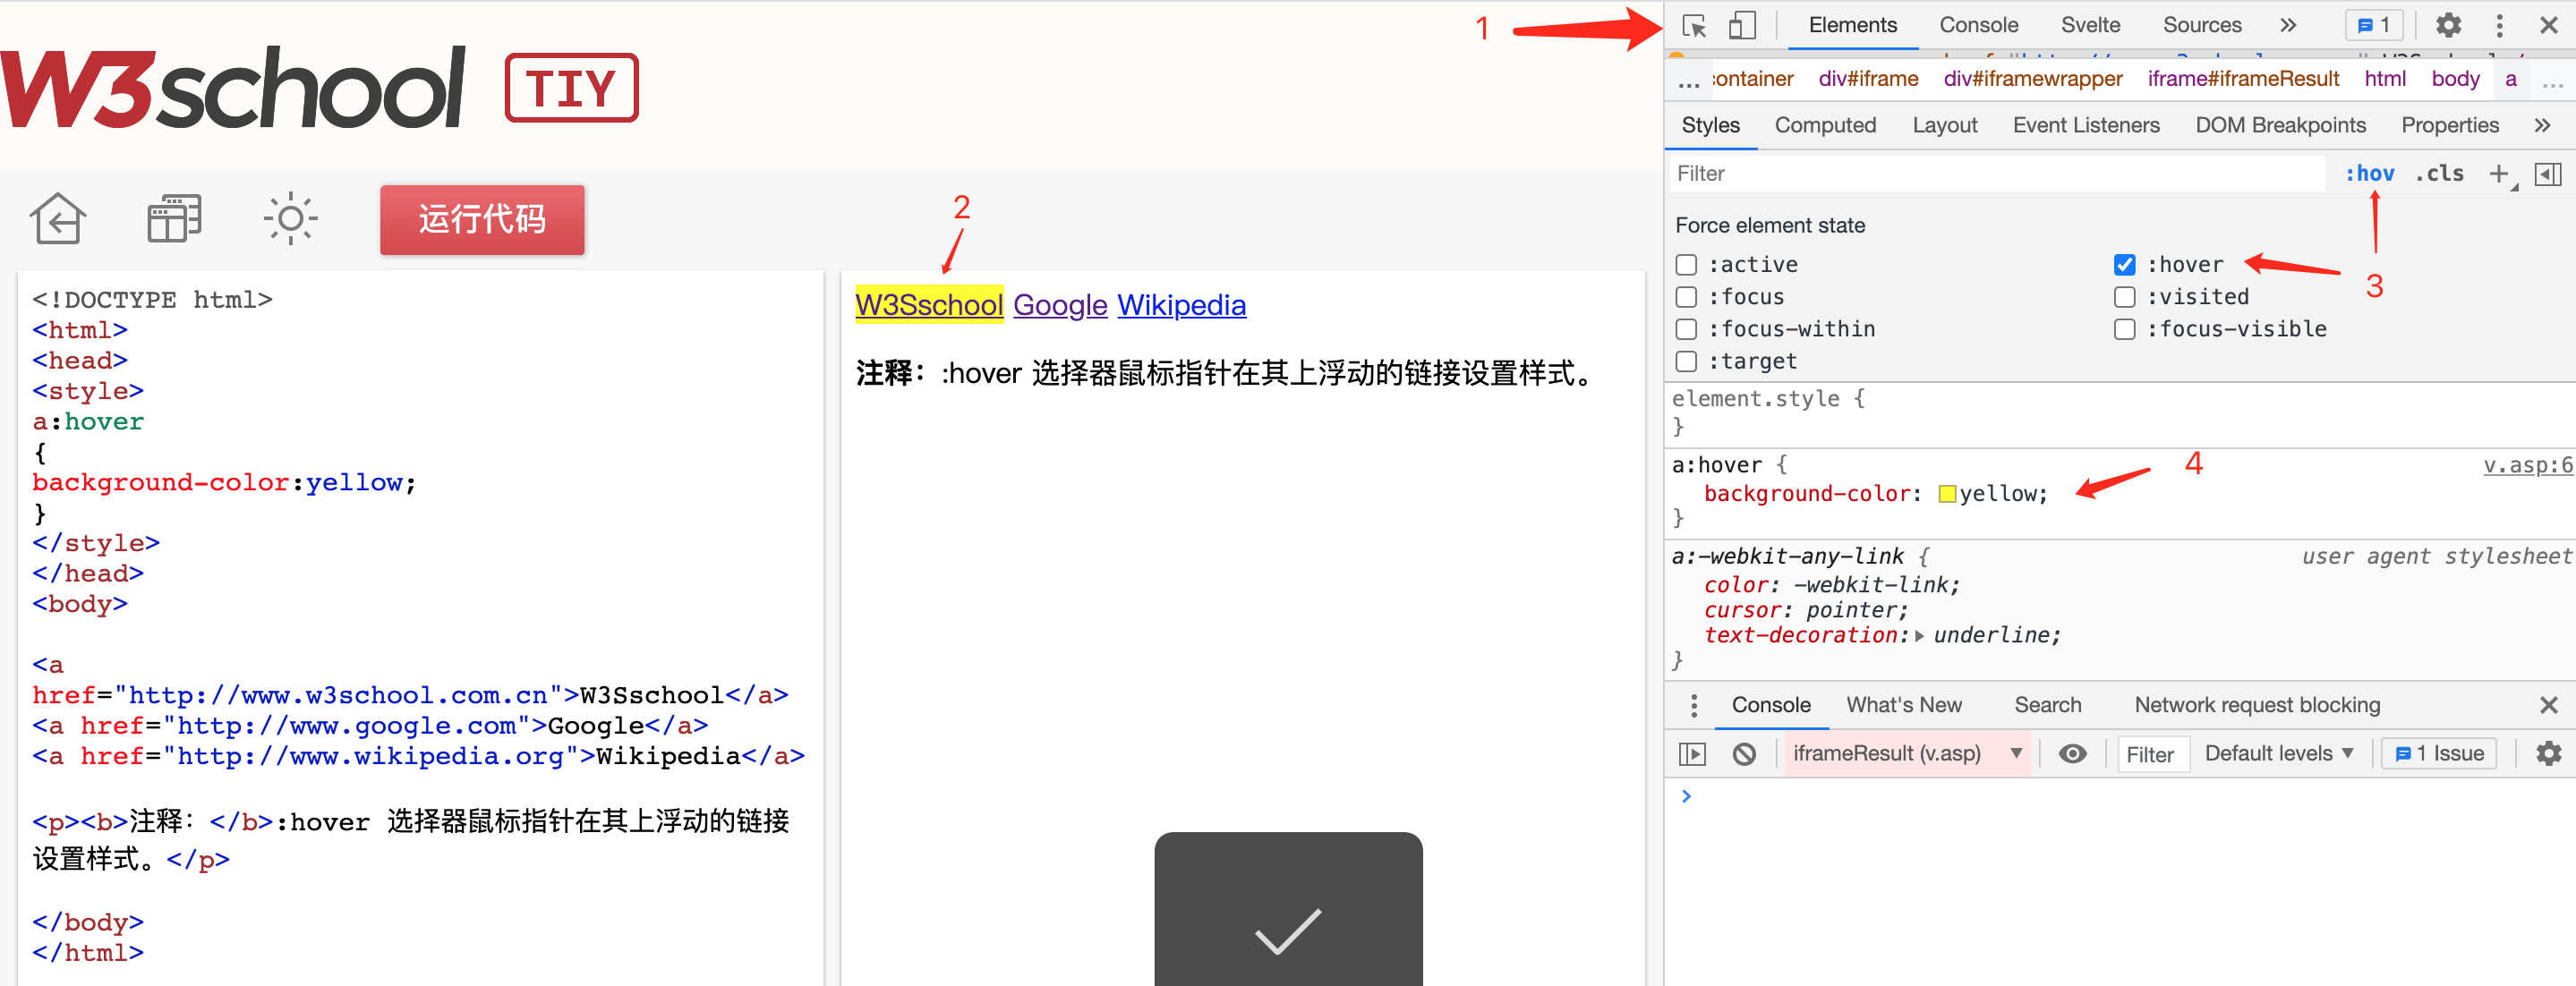 W3school TIY
运行代码
<!DOCTYPE html>
<html>
<head>
<style>
a:hover
{
background-color:yellow;
}
</style>
</head>
<body>
<a
href="http://www.w3school.com.cn">W3Sschool</a>
<a href="http://www.google.com">Google</a>
<a href="http://www.wikipedia.org">Wikipedia</a>
<p><b>注释：</b>:hover 选择器鼠标指针在其上浮动的链接
设置样式。</p>
</body>
</html>
2
W3Sschool Google Wikipedia
注释：:hover 选择器鼠标指针在其上浮动的链接设置样式。
1
Elements Console Svelte Sources » 1
... container div#iframe div#iframewrapper iframe#iframeResult html body a ...
Styles Computed Layout Event Listeners DOM Breakpoints Properties »
Filter :hov .cls +
Force element state
:active :hover
3
:focus :visited
:focus-within :focus-visible
:target
element.style {
}
4
a:hover { v.asp:6
background-color: yellow;
}
a:-webkit-any-link { user agent stylesheet
color: -webkit-link;
cursor: pointer;
text-decoration: underline;
}
Console What's New Search Network request blocking
iframeResult (v.asp) Filter Default levels 1 Issue